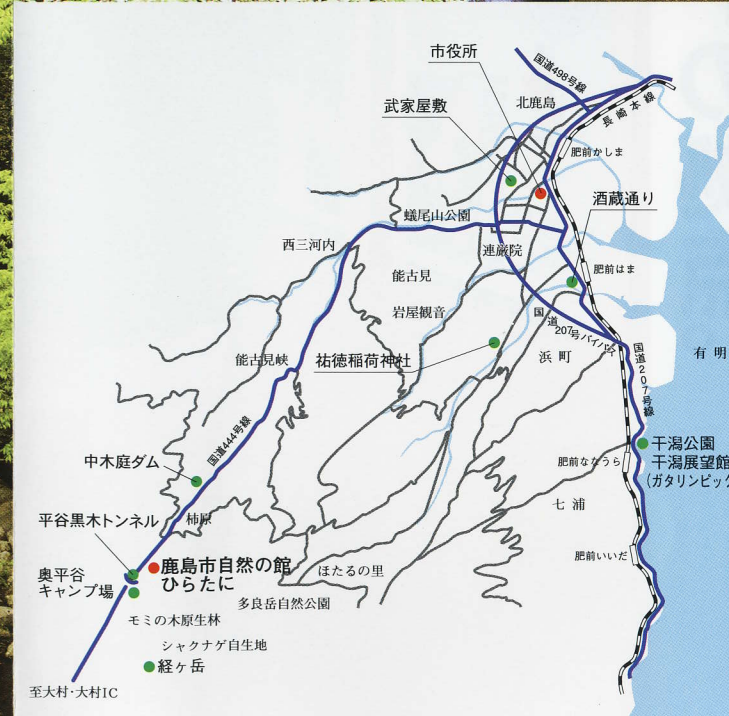 市役所
国道498号線
北鹿島
武家屋敷
長崎本線
肥前かしま
酒蔵通り
蟻尾山公園
西三河内
連厳院
能古見
肥前はま
岩屋観音
国道207号バイパス
能古見峡
祐徳稲荷神社
浜町
国道207号線
有明
干潟公園
干潟展望館
(ガタリンピック
国道444号線
中木庭ダム
肥前ななうら
七浦
柿原
平谷黒木トンネル
肥前いいだ
鹿島市自然の館
ひらたに
ほたるの里
奥平谷
キャンプ場
多良岳自然公園
モミの木原生林
シャクナゲ自生地
経ヶ岳
至大村・大村IC